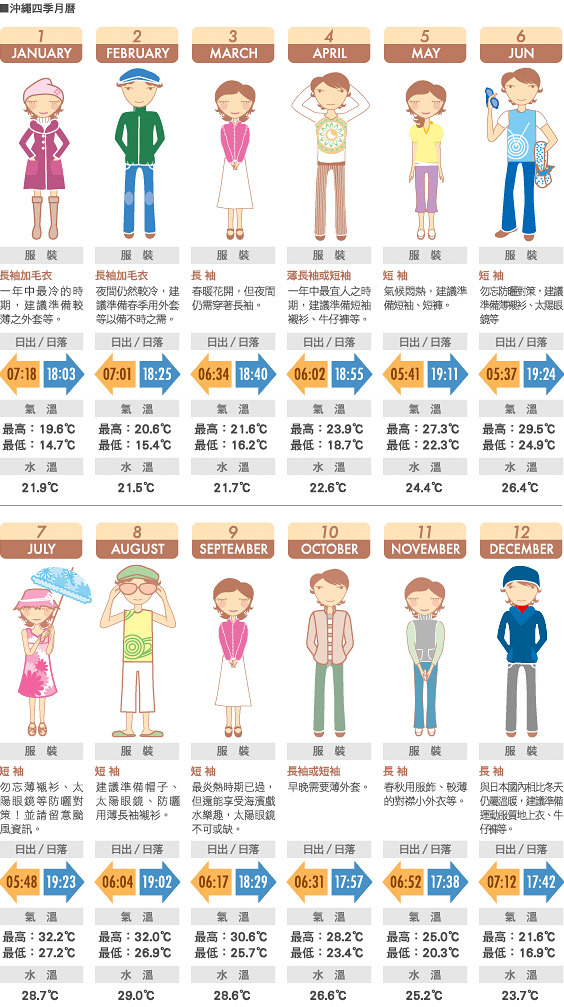 ■沖繩四季月曆
1
JANUARY
服 裝
長袖加毛衣
一年中最冷的時
期，建議準備較
薄之外套等。
日出 / 日落
07:18 18:03
氣 溫
最高：19.6℃
最低：14.7℃
水 溫
21.9℃
2
FEBRUARY
服 裝
長袖加毛衣
夜間仍然較冷，建
議準備春季用外套
等以備不時之需。
日出 / 日落
07:01 18:25
氣 溫
最高：20.6℃
最低：15.4℃
水 溫
21.5℃
3
MARCH
服 裝
長 袖
春暖花開，但夜間
仍需穿著長袖。
日出 / 日落
06:34 18:40
氣 溫
最高：21.6℃
最低：16.2℃
水 溫
21.7℃
4
APRIL
服 裝
薄長袖或短袖
一年中最宜人之時
期，建議準備短袖
襯衫、牛仔褲等。
日出 / 日落
06:02 18:55
氣 溫
最高：23.9℃
最低：18.7℃
水 溫
22.6℃
5
MAY
服 裝
短 袖
氣候悶熱，建議準
備短袖、短褲。
日出 / 日落
05:41 19:11
氣 溫
最高：27.3℃
最低：22.3℃
水 溫
24.4℃
6
JUN
服 裝
短 袖
勿忘防曬對策，建議
準備薄襯衫、太陽眼
鏡等
日出 / 日落
05:37 19:24
氣 溫
最高：29.5℃
最低：24.9℃
水 溫
26.4℃
7
JULY
服 裝
短 袖
勿忘薄襯衫、太
陽眼鏡等防曬對
策！並請留意颱
風資訊。
日出 / 日落
05:48 19:23
氣 溫
最高：32.2℃
最低：27.2℃
水 溫
28.7℃
8
AUGUST
服 裝
短 袖
建議準備帽子、
太陽眼鏡、防曬
用薄長袖襯衫。
日出 / 日落
06:04 19:02
氣 溫
最高：32.0℃
最低：26.9℃
水 溫
29.0℃
9
SEPTEMBER
服 裝
短 袖
最炎熱時期已過，
但還能享受海濱戲
水樂趣，太陽眼鏡
不可或缺。
日出 / 日落
06:17 18:29
氣 溫
最高：30.6℃
最低：25.7℃
水 溫
28.6℃
10
OCTOBER
服 裝
長袖或短袖
早晚需要薄外套。
日出 / 日落
06:31 17:57
氣 溫
最高：28.2℃
最低：23.4℃
水 溫
26.6℃
11
NOVEMBER
服 裝
長 袖
春秋用服飾、較薄
的對襟小外衣等。
日出 / 日落
06:52 17:38
氣 溫
最高：25.0℃
最低：20.3℃
水 溫
25.2℃
12
DECEMBER
服 裝
長 袖
與日本國內相比冬天
仍屬溫暖，建議準備
運動服質地上衣、牛
仔褲等。
日出 / 日落
07:12 17:42
氣 溫
最高：21.6℃
最低：16.9℃
水 溫
23.7℃